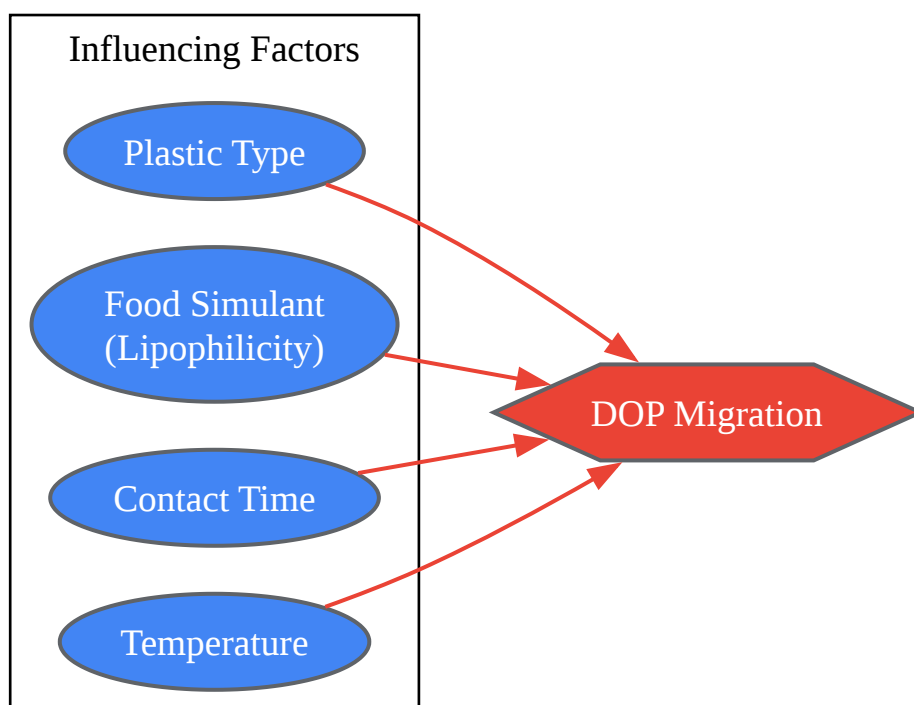 Influencing Factors
Plastic Type
Food Simulant
(Lipophilicity)
DOP Migration
Contact Time
Temperature